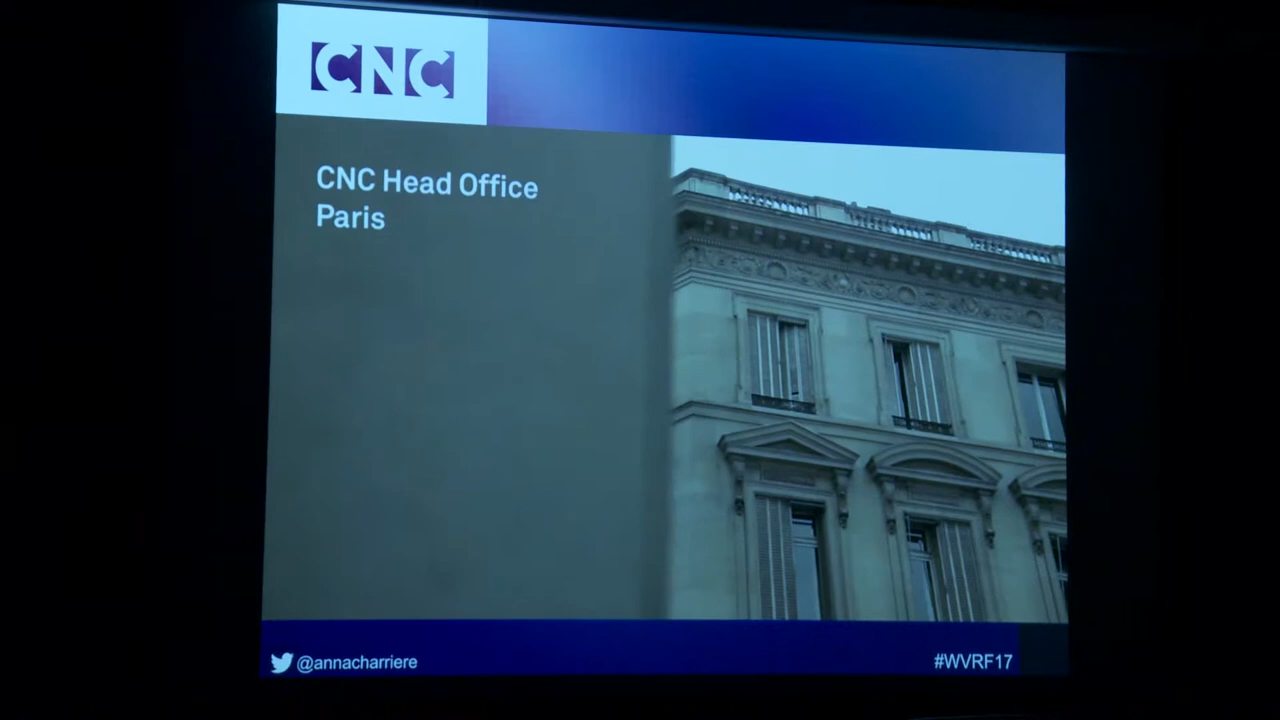 CNC
CNC Head Office
Paris
@annacharriere
#WVRF17